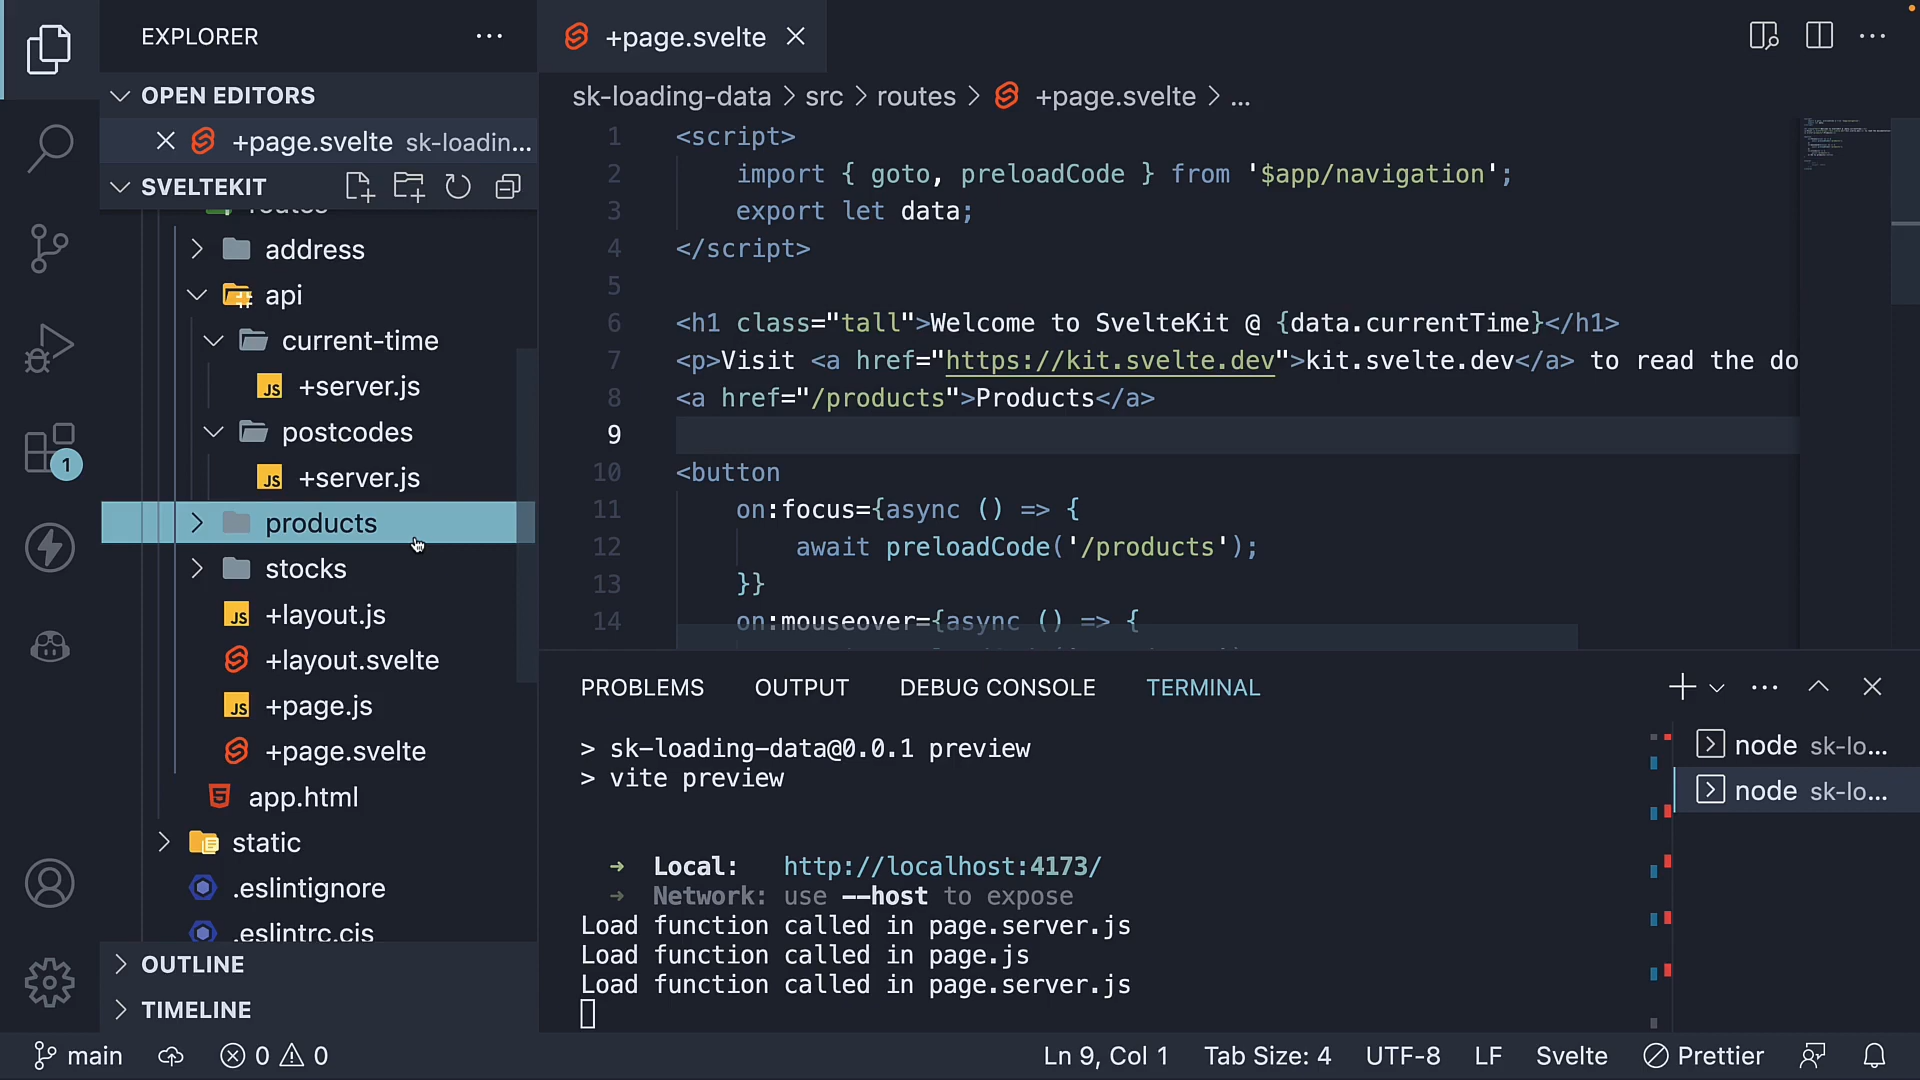 EXPLORER
OPEN EDITORS
+page.svelte sk-loadin...
SVELTEKIT
routes
address
api
current-time
JS +server.js
postcodes
JS +server.js
products
stocks
JS +layout.js
+layout.svelte
JS +page.js
+page.svelte
app.html
static
.eslintignore
.eslintrc.cjs
OUTLINE
TIMELINE
1
+page.svelte
sk-loading-data > src > routes > +page.svelte > ...
1 <script>
2 import { goto, preloadCode } from '$app/navigation';
3 export let data;
4 </script>
5
6 <h1 class="tall">Welcome to SvelteKit @ {data.currentTime}</h1>
7 <p>Visit <a href="https://kit.svelte.dev">kit.svelte.dev</a> to read the do
8 <a href="/products">Products</a>
9
10 <button
11 on:focus={async () => {
12 await preloadCode('/products');
13 }}
14 on:mouseover={async () => {
PROBLEMS OUTPUT DEBUG CONSOLE TERMINAL
> sk-loading-data@0.0.1 preview
> vite preview
➜ Local: http://localhost:4173/
➜ Network: use --host to expose
Load function called in page.server.js
Load function called in page.js
Load function called in page.server.js
node sk-lo...
node sk-lo...
main 0 0 Ln 9, Col 1 Tab Size: 4 UTF-8 LF Svelte Prettier